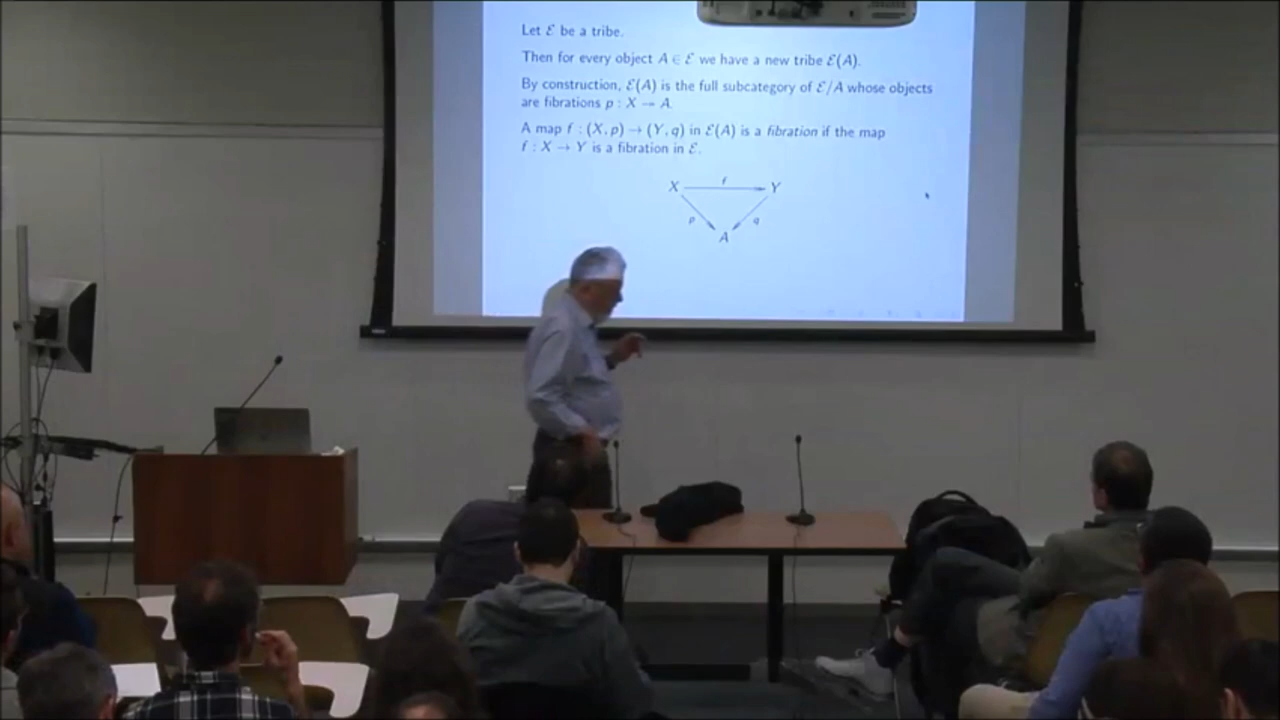 Let ℰ be a tribe.
Then for every object A ∈ ℰ we have a new tribe ℰ(A).
By construction, ℰ(A) is the full subcategory of ℰ/A whose objects
are fibrations p : X → A.
A map f : (X, p) → (Y, q) in ℰ(A) is a fibration if the map
f : X → Y is a fibration in ℰ.
f
X Y
p q
A